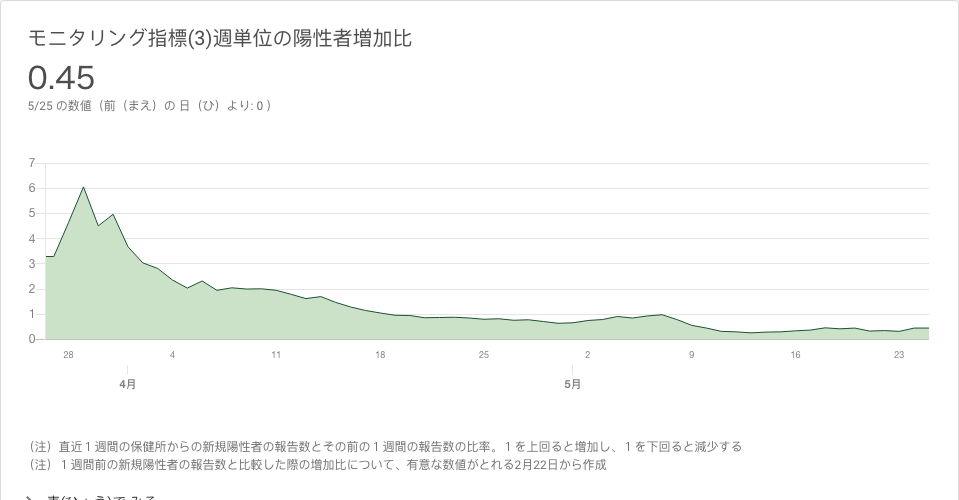 モニタリング指標(3)週単位の陽性者増加比
0.45
5/25 の数値（前（まえ）の 日（ひ）より: 0 ）
7
6
5
4
3
2
1
0
28 4 11 18 25 2 9 16 23
4月 5月
（注）直近１週間の保健所からの新規陽性者の報告数とその前の１週間の報告数の比率。１を上回ると増加し、１を下回ると減少する
（注）１週間前の新規陽性者の報告数と比較した際の増加比について、有意な数値がとれる2月22日から作成